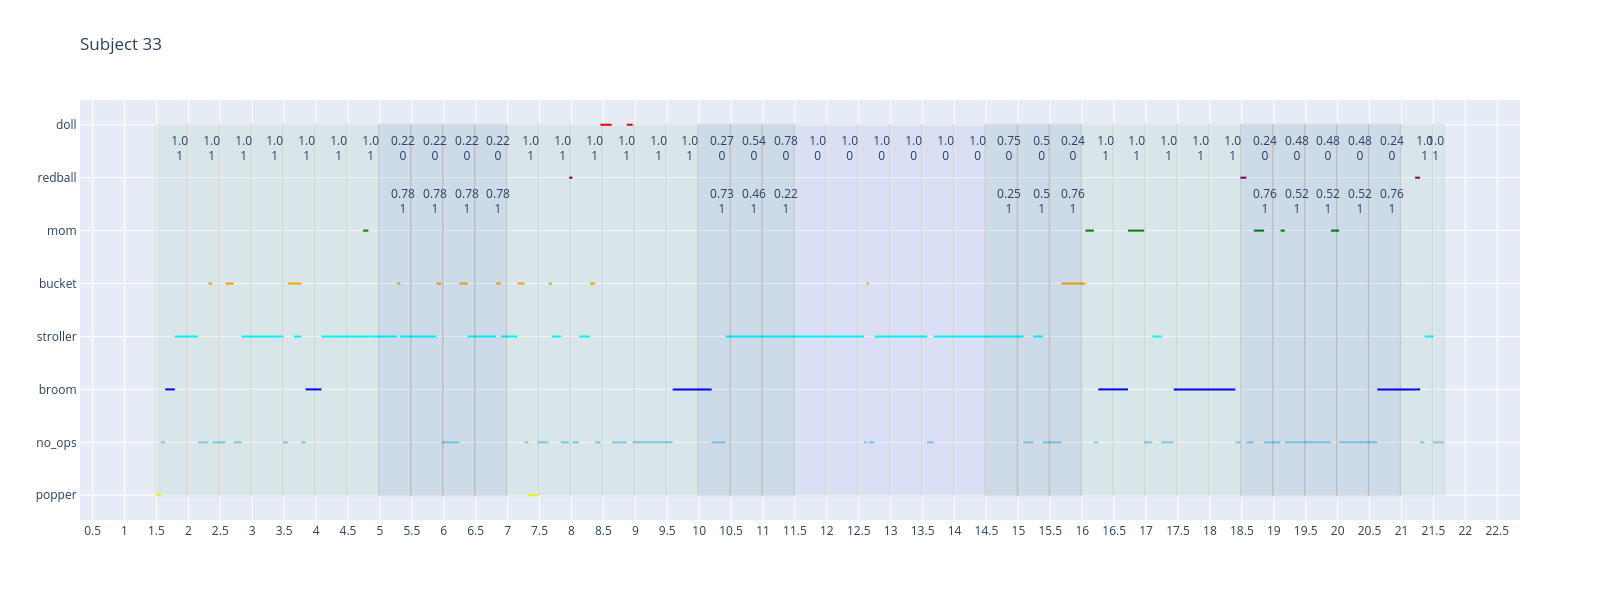 Subject 33
doll
1.0 1.0 1.0 1.0 1.0 1.0 1.0 0.22 0.22 0.22 0.22 1.0 1.0 1.0 1.0 1.0 1.0 0.27 0.54 0.78 1.0 1.0 1.0 1.0 1.0 1.0 0.75 0.5 0.24 1.0 1.0 1.0 1.0 1.0 0.24 0.48 0.48 0.48 0.24 1.0 1.0
1 1 1 1 1 1 1 0 0 0 0 1 1 1 1 1 1 0 0 0 0 0 0 0 0 0 0 0 0 1 1 1 1 1 0 0 0 0 0 1 1
redball
0.78 0.78 0.78 0.78 0.73 0.46 0.22 0.25 0.5 0.76 0.76 0.52 0.52 0.52 0.76
1 1 1 1 1 1 1 1 1 1 1 1 1 1 1
mom
bucket
stroller
broom
no_ops
popper
0.5 1 1.5 2 2.5 3 3.5 4 4.5 5 5.5 6 6.5 7 7.5 8 8.5 9 9.5 10 10.5 11 11.5 12 12.5 13 13.5 14 14.5 15 15.5 16 16.5 17 17.5 18 18.5 19 19.5 20 20.5 21 21.5 22 22.5